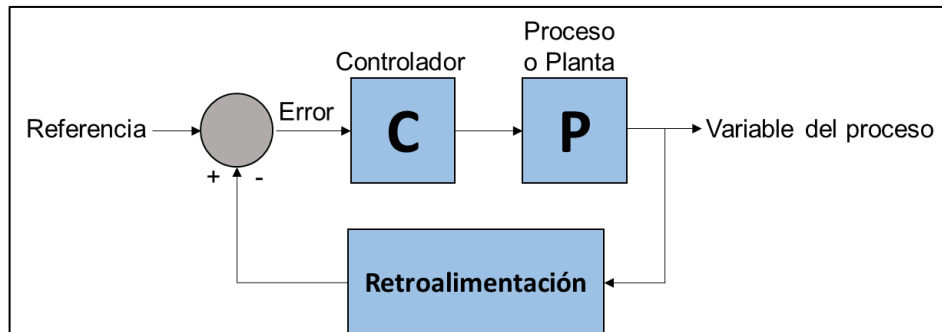 Proceso
o Planta
Controlador
Referencia
Error
C
P
Variable del proceso
+ -
Retroalimentación